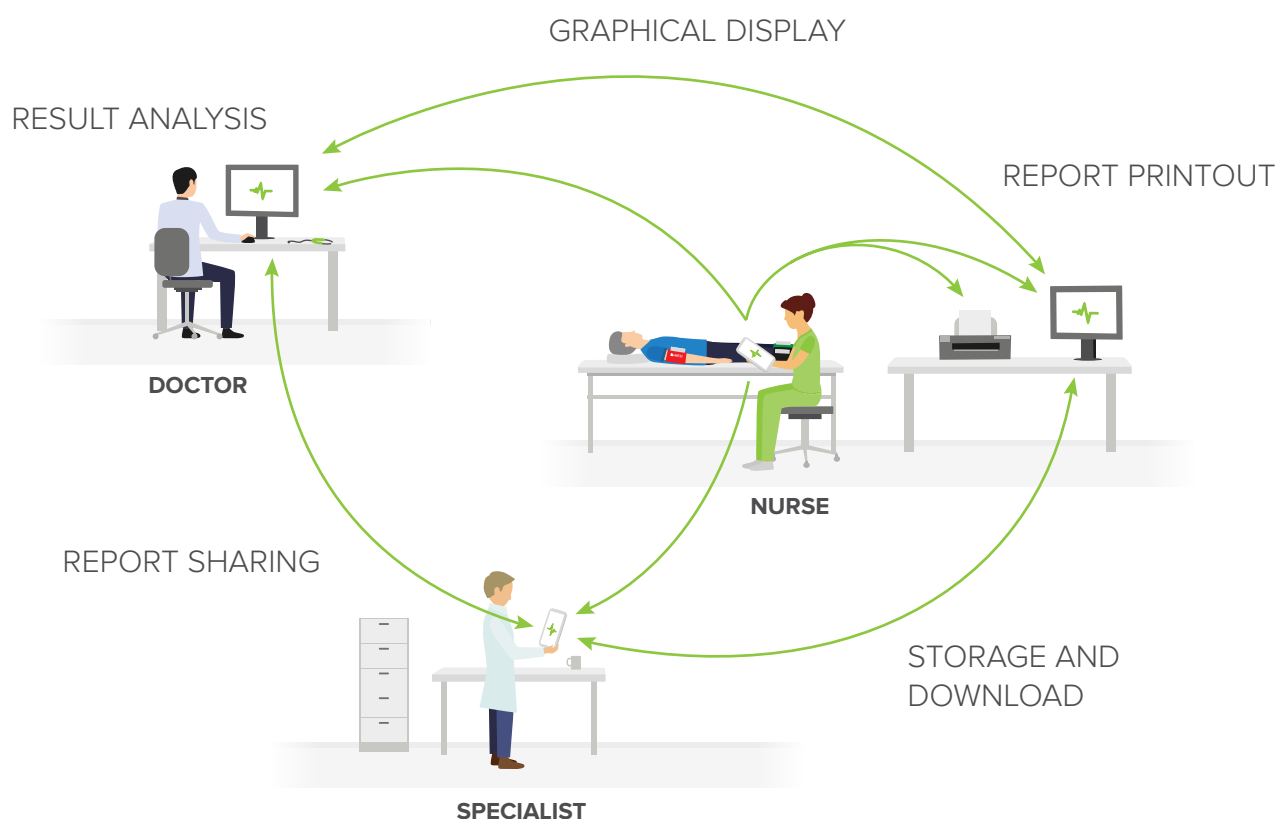 GRAPHICAL DISPLAY
RESULT ANALYSIS
REPORT PRINTOUT
DOCTOR
NURSE
REPORT SHARING
STORAGE AND
DOWNLOAD
SPECIALIST